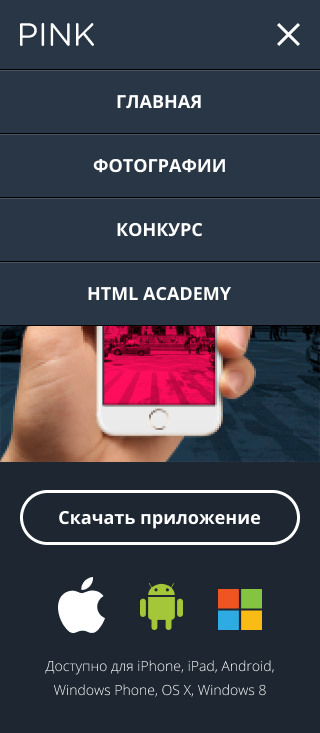 PINK
ГЛАВНАЯ
ФОТОГРАФИИ
КОНКУРС
HTML ACADEMY
Скачать приложение
Доступно для iPhone, iPad, Android,
Windows Phone, OS X, Windows 8